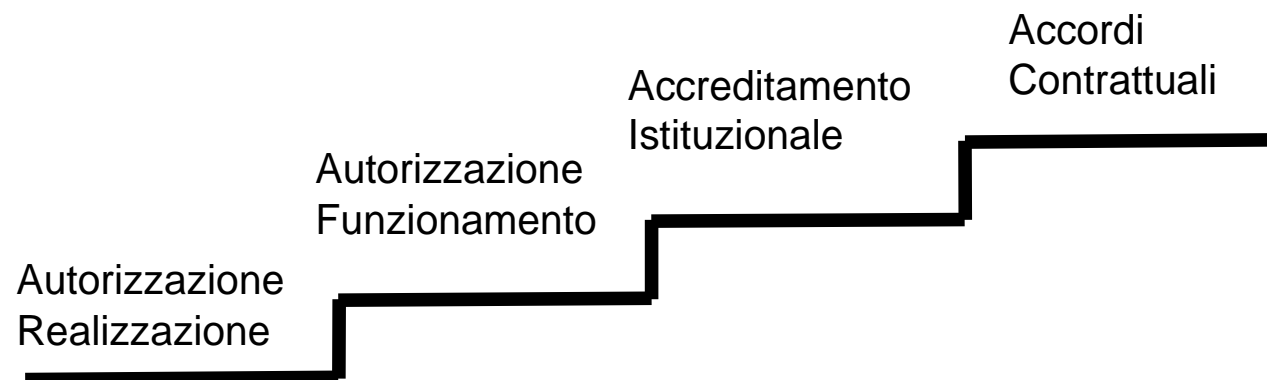 Autorizzazione
Realizzazione
Autorizzazione
Funzionamento
Accreditamento
Istituzionale
Accordi
Contrattuali